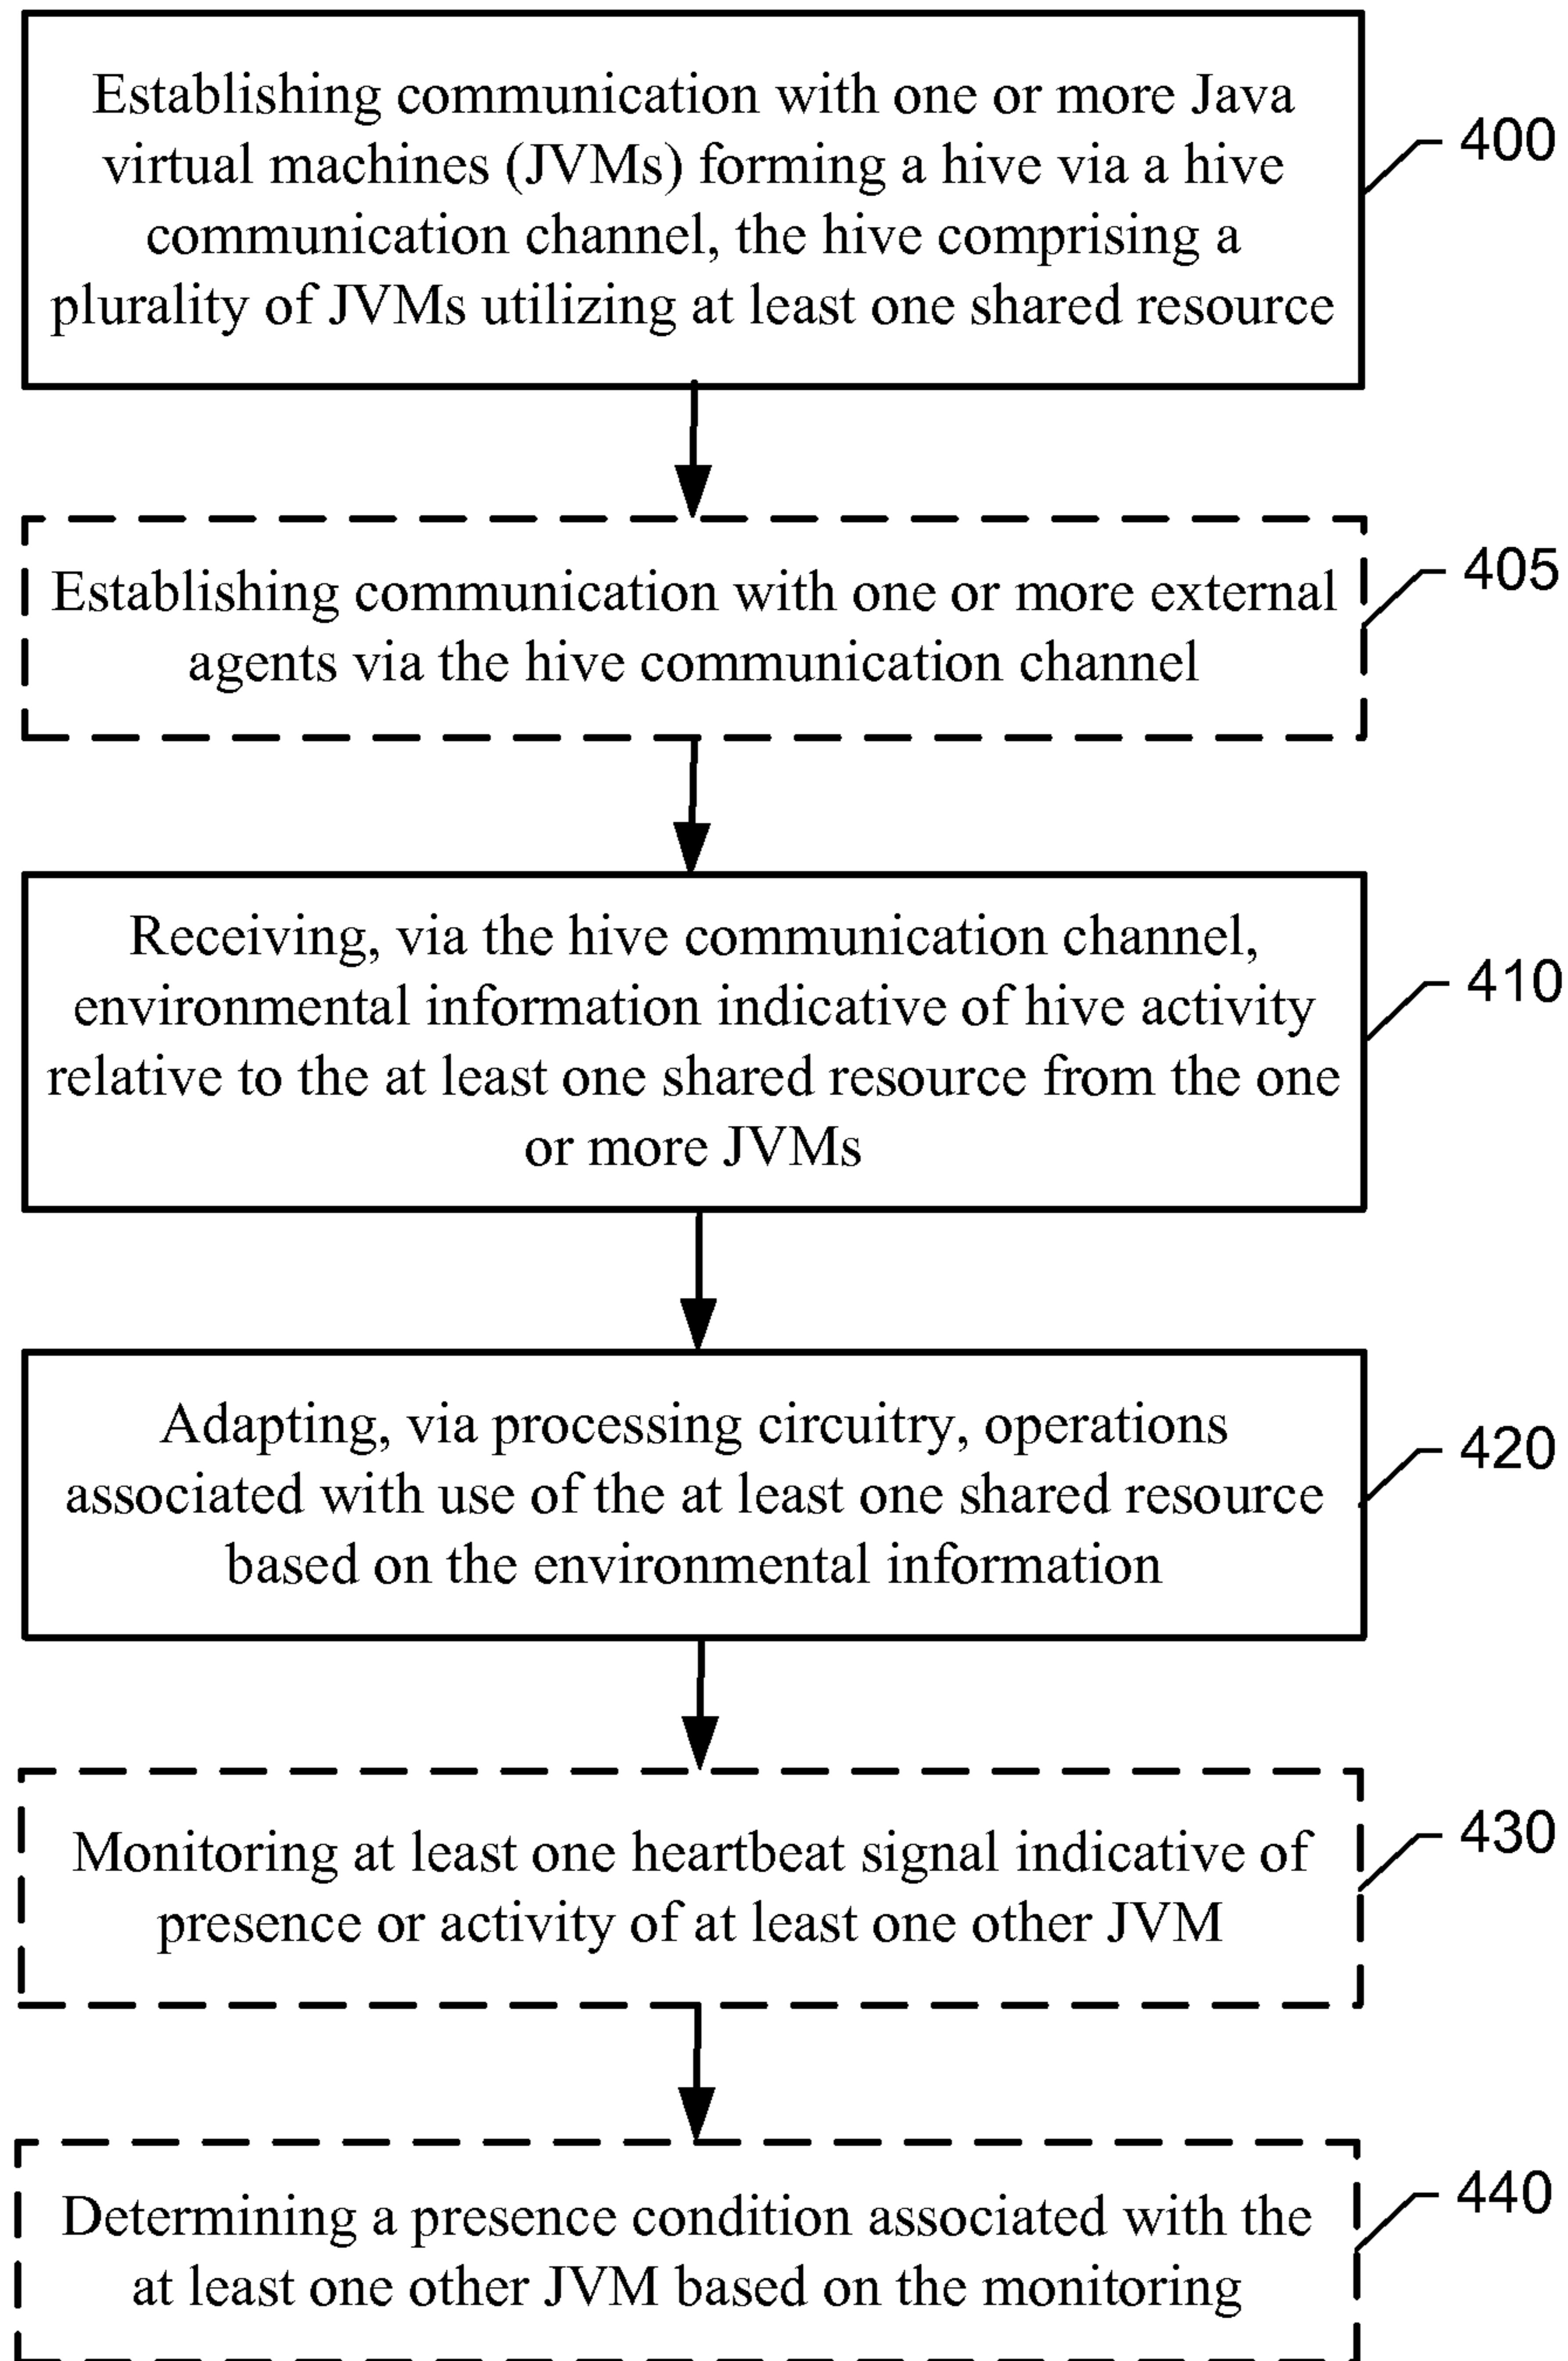 Establishing communication with one or more Java
virtual machines (JVMs) forming a hive via a hive
communication channel, the hive comprising a
plurality of JVMs utilizing at least one shared resource
400
Establishing communication with one or more external
agents via the hive communication channel
405
Receiving, via the hive communication channel,
environmental information indicative of hive activity
relative to the at least one shared resource from the one
or more JVMs
410
Adapting, via processing circuitry, operations
associated with use of the at least one shared resource
based on the environmental information
420
Monitoring at least one heartbeat signal indicative of
presence or activity of at least one other JVM
430
Determining a presence condition associated with the
at least one other JVM based on the monitoring
440